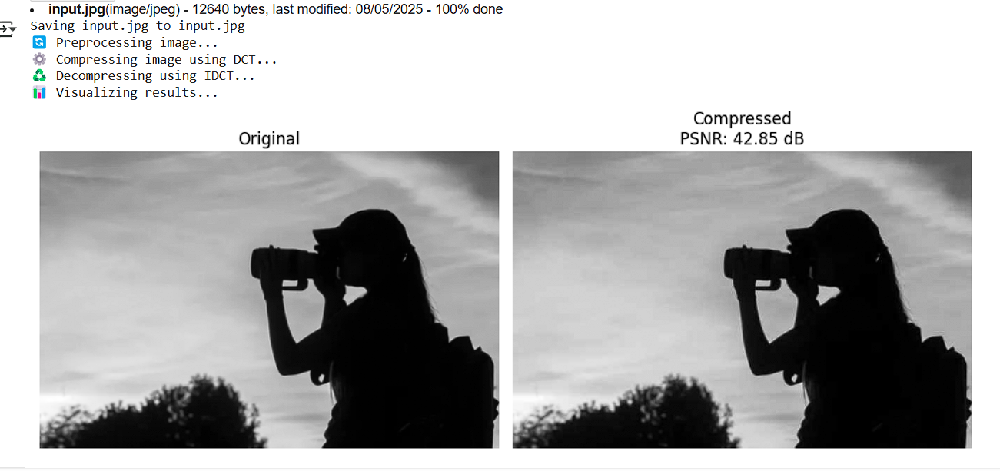 input.jpg(image/jpeg) - 12640 bytes, last modified: 08/05/2025 - 100% done
Saving input.jpg to input.jpg
Preprocessing image...
Compressing image using DCT...
Decompressing using IDCT...
Visualizing results...
Original
Compressed
PSNR: 42.85 dB